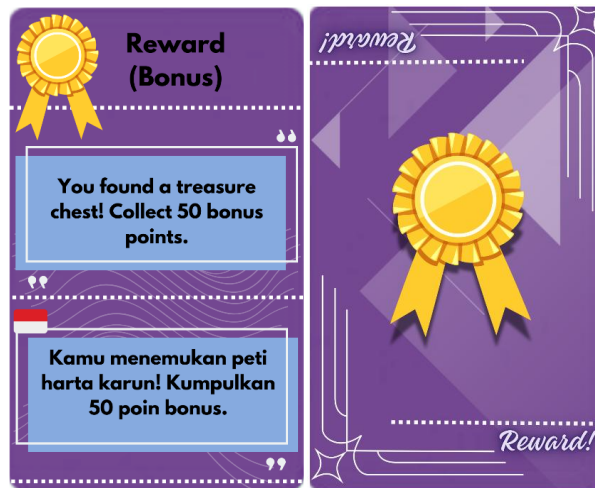 Reward
(Bonus)
You found a treasure
chest! Collect 50 bonus
points.
Kamu menemukan peti
harta karun! Kumpulkan
50 poin bonus.
Reward!
Reward!